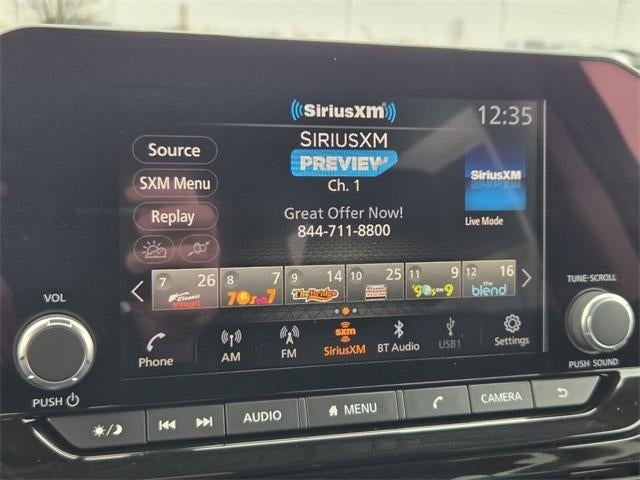 SiriusXM
12:35
Source
SIRIUSXM
PREVIEW
Ch. 1
SiriusXM
SXM Menu
Replay
Great Offer Now!
844-711-8800
Live Mode
7 26
8 7
9 14
10 25
11 9
12 16
70s on 7
The Bridge
'90s on 9
the blend
VOL
TUNE·SCROLL
Phone
AM
FM
sxm
SiriusXM
BT Audio
USB1
Settings
PUSH
PUSH SOUND
AUDIO
MENU
CAMERA